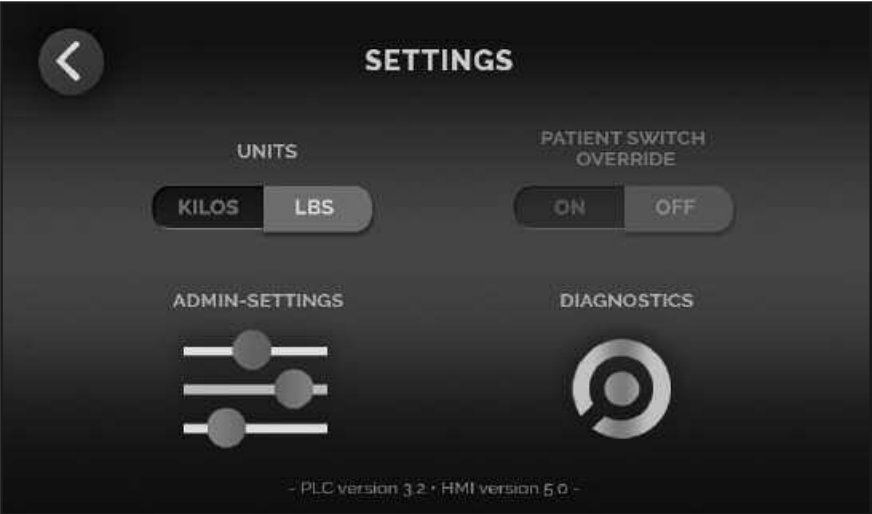 SETTINGS
UNITS
KILOS LBS
PATIENT SWITCH
OVERRIDE
ON OFF
ADMIN-SETTINGS
DIAGNOSTICS
- PLC version 3.2 • HMI version 5.0 -